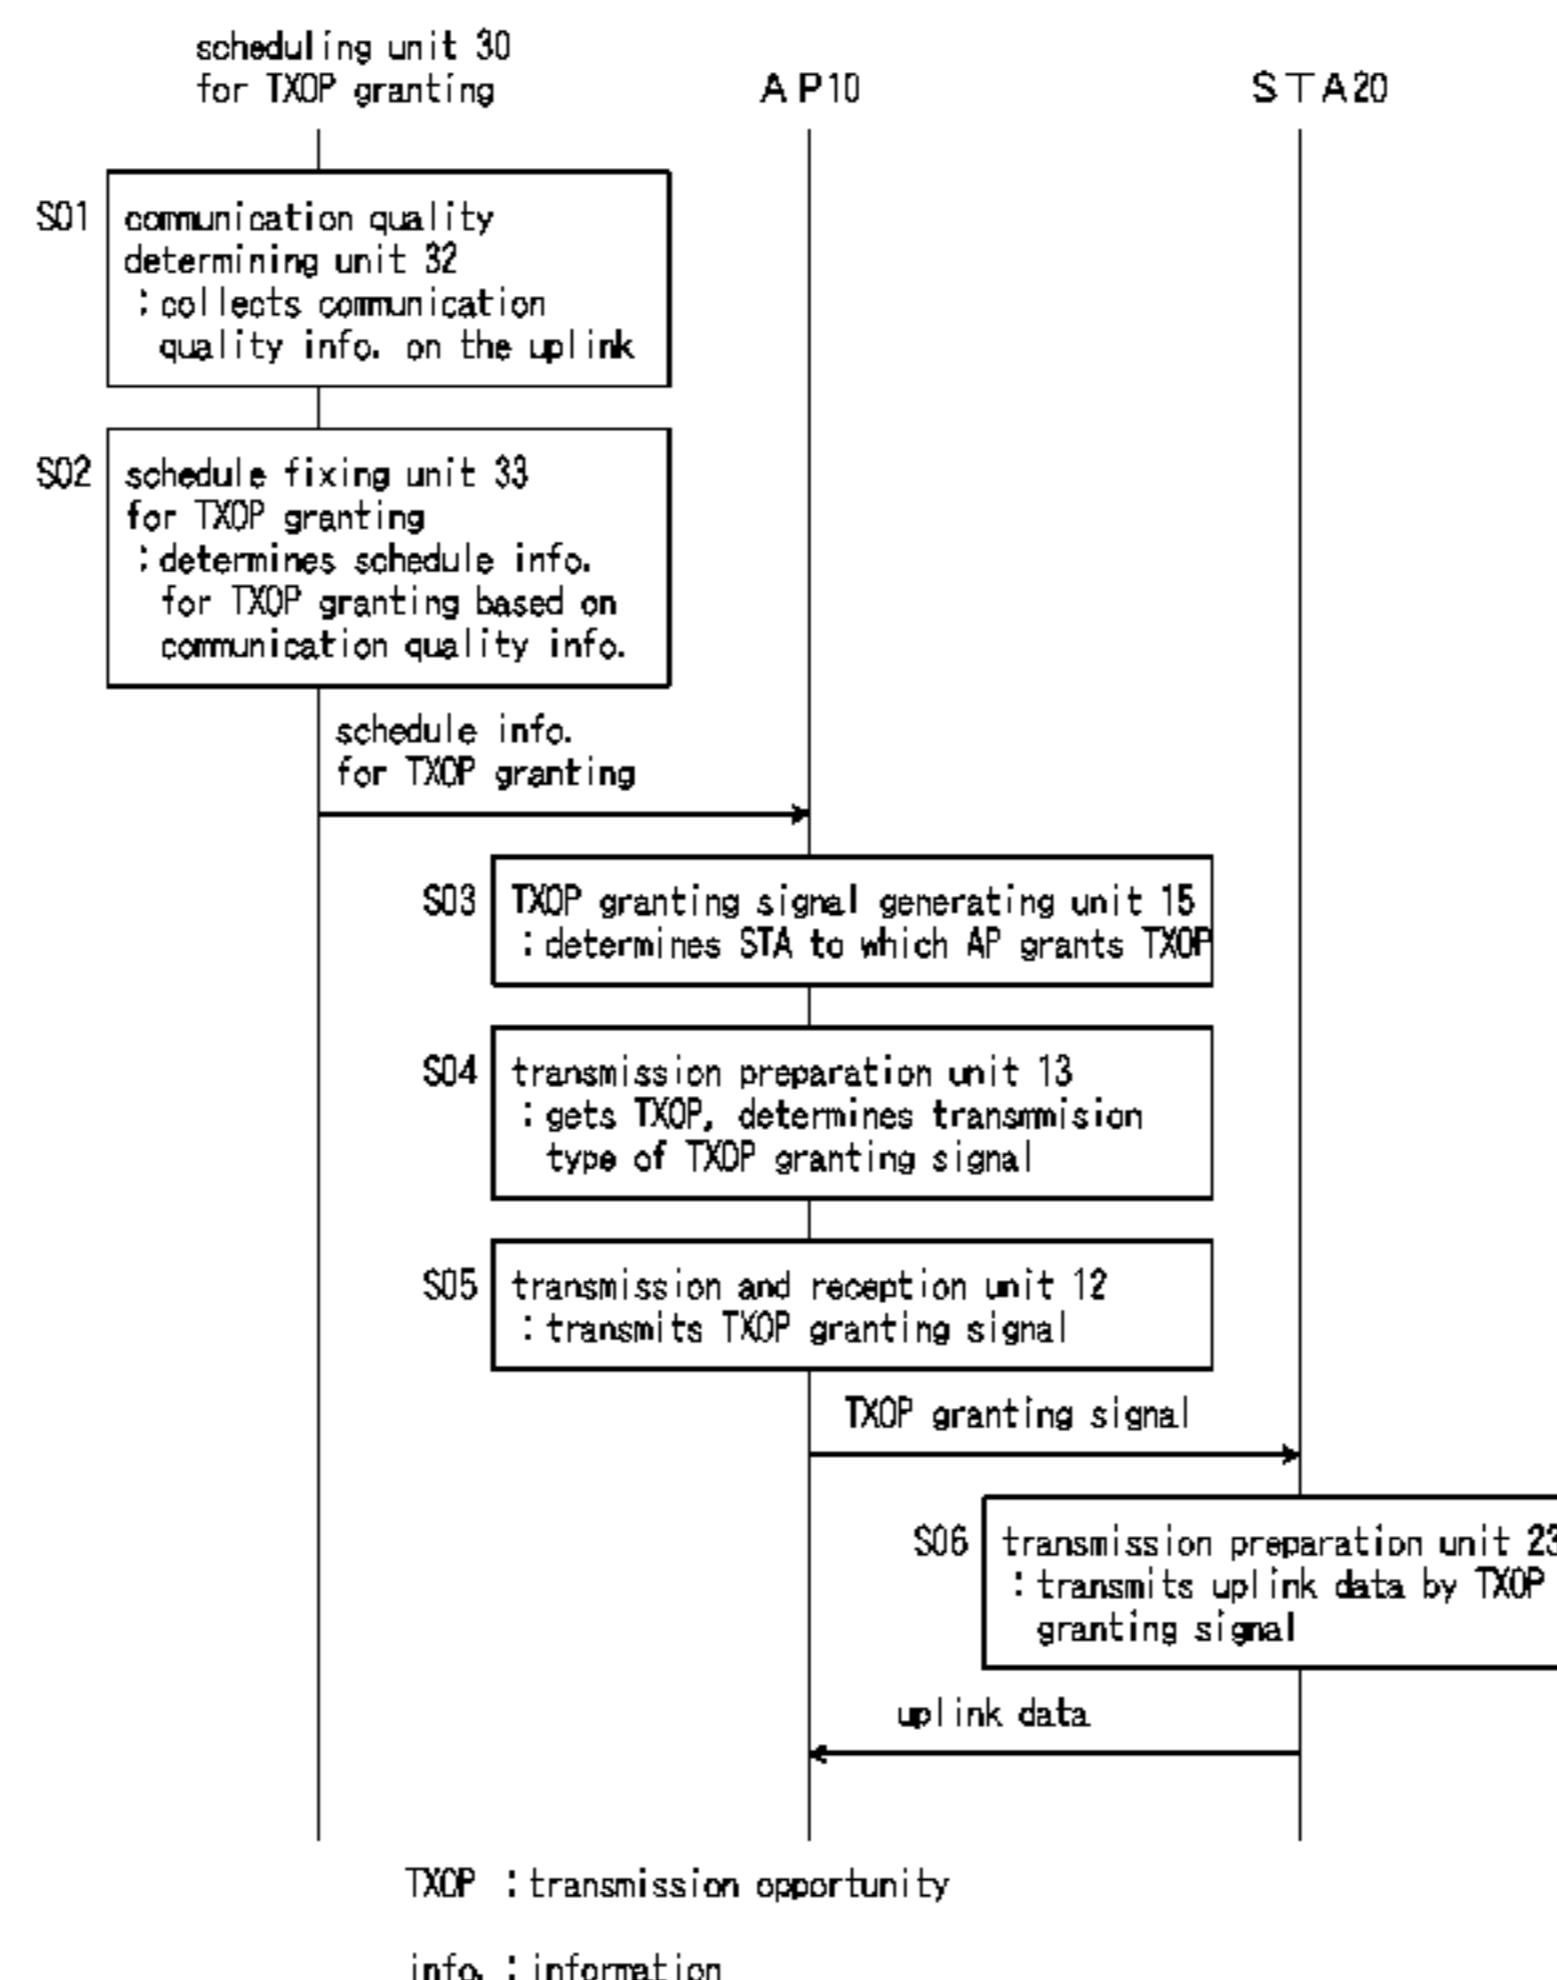 scheduling unit 30
for TXOP granting
AP10
STA20
S01
communication quality
determining unit 32
:collects communication
quality info. on the uplink
S02
schedule fixing unit 33
for TXOP granting
:determines schedule info.
for TXOP granting based on
communication quality info.
schedule info.
for TXOP granting
S03
TXOP granting signal generating unit 15
:determines STA to which AP grants TXOP
S04
transmission preparation unit 13
:gets TXOP, determines transmmision
type of TXOP granting signal
S05
transmission and reception unit 12
:transmits TXOP granting signal
TXOP granting signal
S06
transmission preparation unit 23
:transmits uplink data by TXOP
granting signal
uplink data
TXOP :transmission opportunity
info. :information